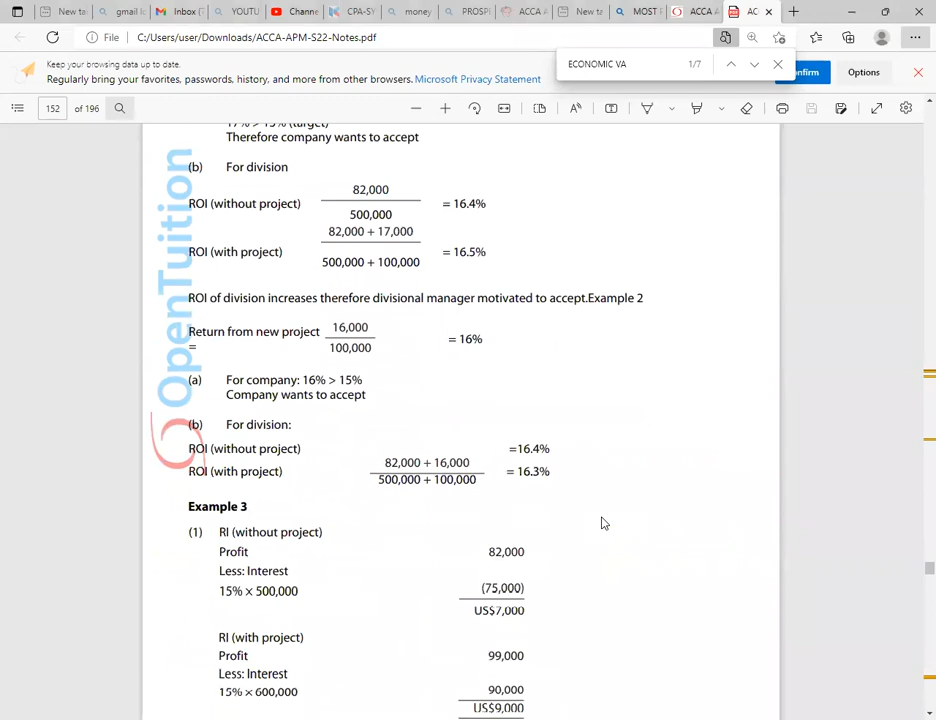 gmail lo
Inbox (
YOUTU
Channe
CPA-SY
money
PROSP
ACCA A
New ta
MOST F
ACCA
AC
File
C:/Users/user/Downloads/ACCA-APM-S22-Notes.pdf
Keep your browsing data up to date.
Regularly bring your favorites, passwords, history, and more from other browsers. Microsoft Privacy Statement
ECONOMIC VA
1/7
onfirm
Options
152 of 196
17% > 15% (target)
Therefore company wants to accept
(b) For division
82,000
ROI (without project) = 16.4%
500,000
82,000 + 17,000
ROI (with project) = 16.5%
500,000 + 100,000
ROI of division increases therefore divisional manager motivated to accept.Example 2
Return from new project 16,000
= 100,000 = 16%
(a) For company: 16% > 15%
Company wants to accept
(b) For division:
ROI (without project) =16.4%
ROI (with project) 82,000 + 16,000 = 16.3%
500,000 + 100,000
Example 3
(1) RI (without project)
Profit 82,000
Less: Interest
15% × 500,000 (75,000)
US$7,000
RI (with project)
Profit 99,000
Less: Interest
15% × 600,000 90,000
US$9,000
OpenTuition